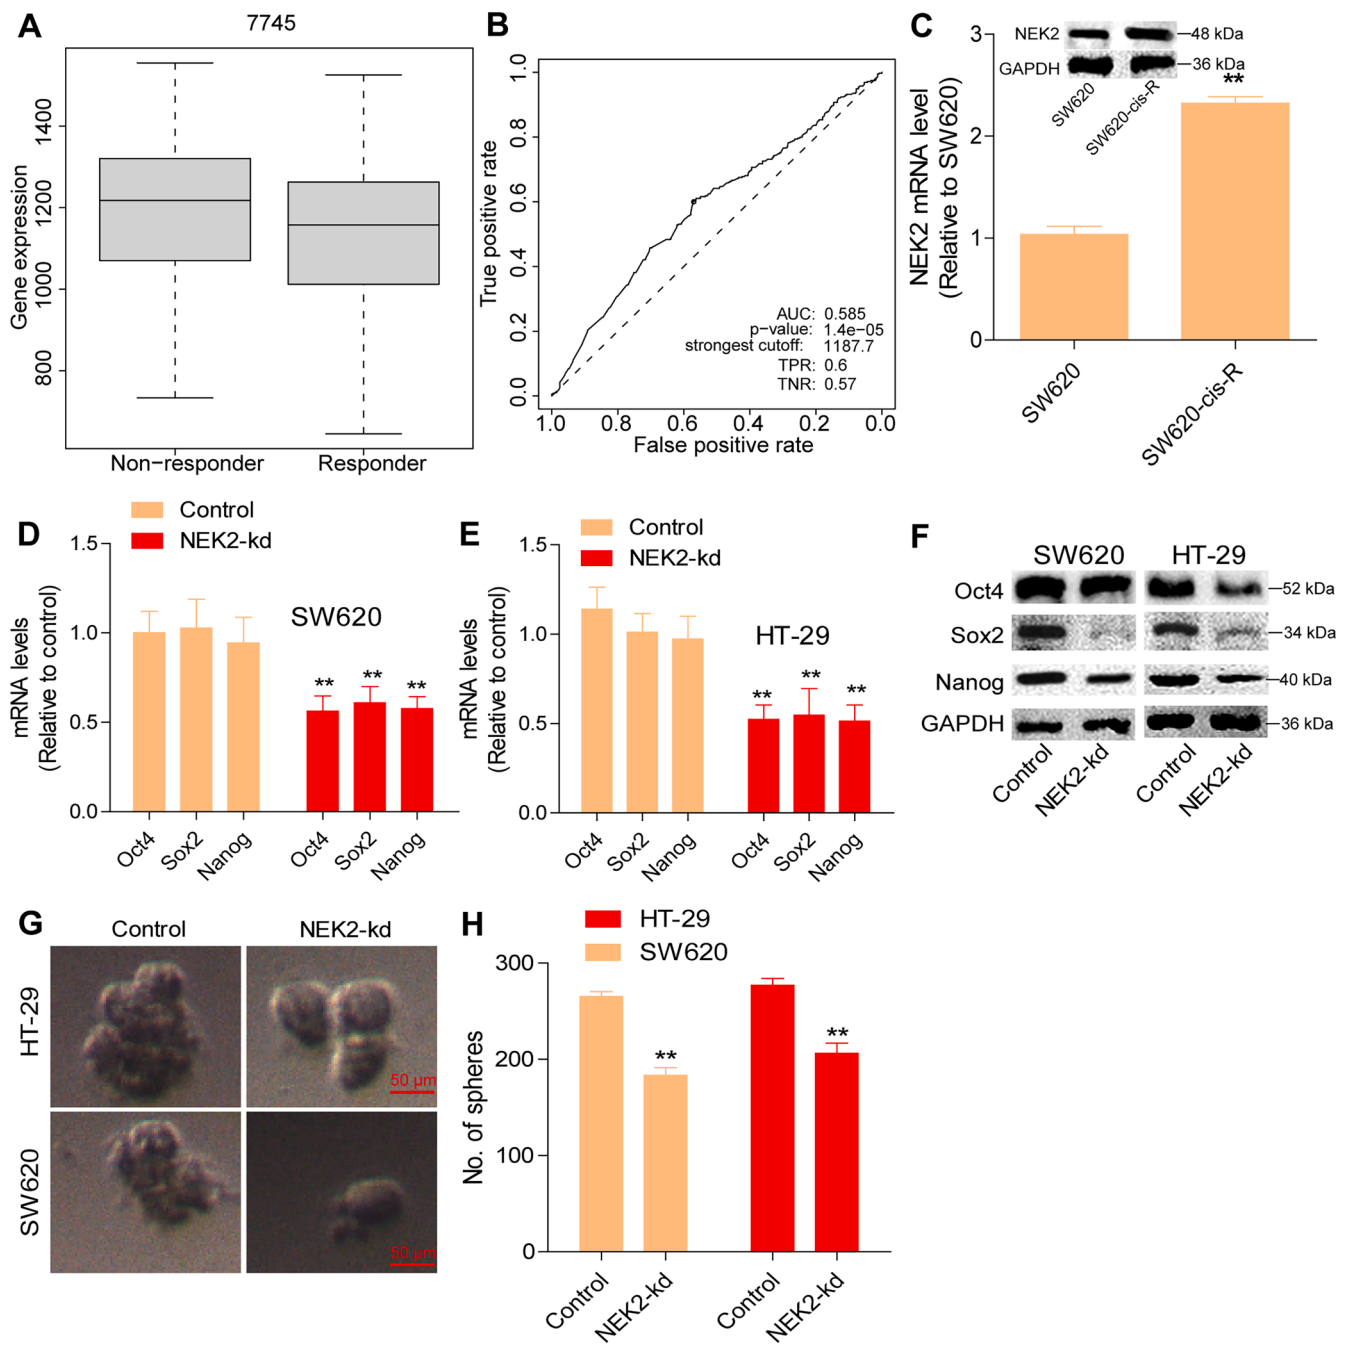 A
7745
Gene expression
1400
1200
1000
800
Non−responder
Responder
B
True positive rate
1.0
0.8
0.6
0.4
0.2
0.0
AUC: 0.585
p−value: 1.4e−05
strongest cutoff: 1187.7
TPR: 0.6
TNR: 0.57
1.0 0.8 0.6 0.4 0.2 0.0
False positive rate
C
NEK2 mRNA level
(Relative to SW620)
3
2
1
0
NEK2
48 kDa
GAPDH
36 kDa
SW620
SW620-cis-R
**
SW620
SW620-cis-R
D
Control
NEK2-kd
mRNA levels
(Relative to control)
1.5
1.0
0.5
0.0
SW620
** ** **
Oct4 Sox2 Nanog Oct4 Sox2 Nanog
E
Control
NEK2-kd
mRNA levels
(Relative to control)
1.5
1.0
0.5
0.0
HT-29
** ** **
Oct4 Sox2 Nanog Oct4 Sox2 Nanog
F
SW620 HT-29
Oct4
52 kDa
Sox2
34 kDa
Nanog
40 kDa
GAPDH
36 kDa
Control NEK2-kd Control NEK2-kd
G
Control NEK2-kd
HT-29
50 μm
SW620
50 μm
H
HT-29
SW620
No. of spheres
300
200
100
0
**
**
Control NEK2-kd Control NEK2-kd